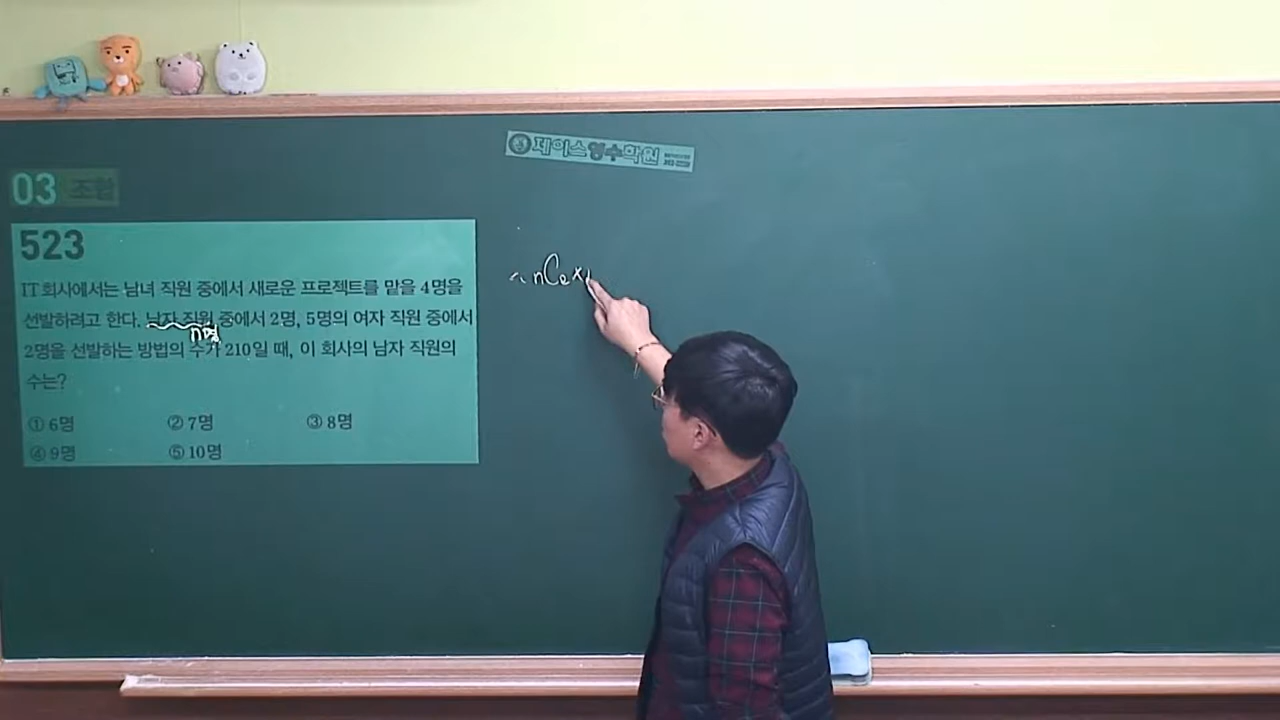 제이스영수학원
03 조합
523
IT 회사에서는 남녀 직원 중에서 새로운 프로젝트를 맡을 4명을
선발하려고 한다. 남자 직원 중에서 2명, 5명의 여자 직원 중에서
n명
2명을 선발하는 방법의 수가 210일 때, 이 회사의 남자 직원의
수는?
① 6명 ② 7명 ③ 8명
④ 9명 ⑤ 10명
nC2×